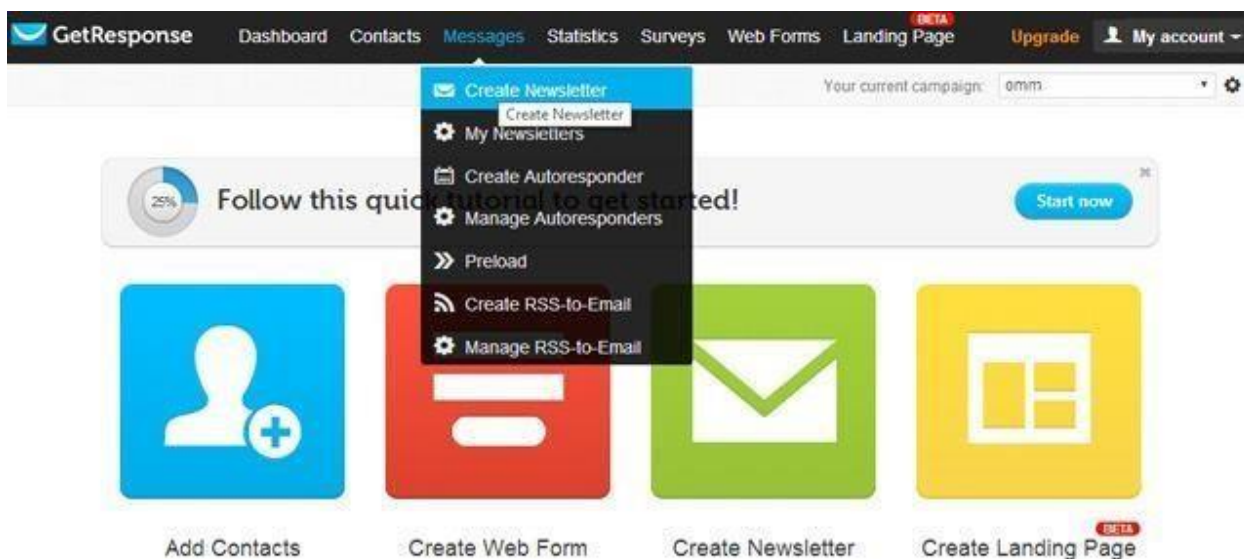 GetResponse Dashboard Contacts Messages Statistics Surveys Web Forms BETA Landing Page Upgrade My account
Your current campaign: omm
Create Newsletter
Create Newsletter
My Newsletters
Create Autoresponder
Manage Autoresponders
Preload
Create RSS-to-Email
Manage RSS-to-Email
25% Follow this quick tutorial to get started! Start now
Add Contacts Create Web Form Create Newsletter Create Landing Page BETA